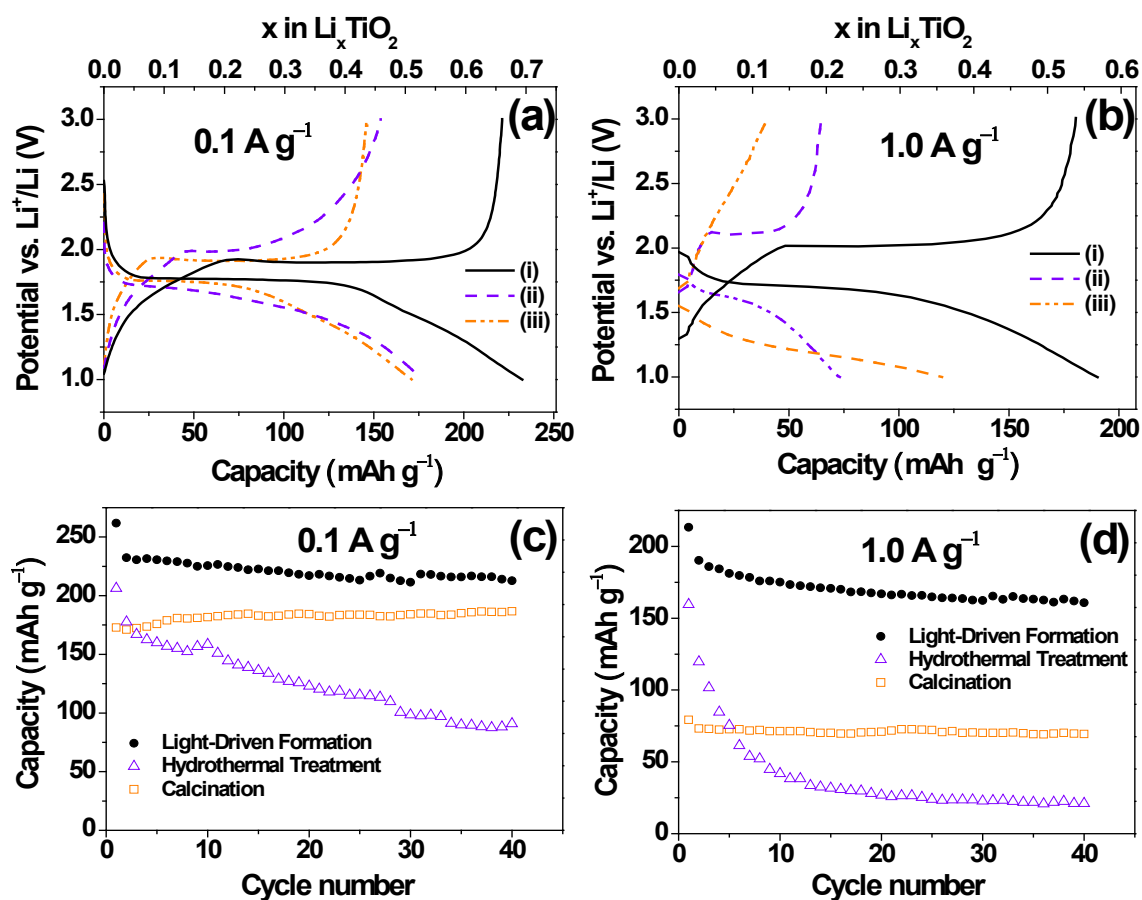 x in LiₓTiO₂
0.0 0.1 0.2 0.3 0.4 0.5 0.6 0.7
(a)
0.1 A g⁻¹
3.0
2.5
2.0
1.5
1.0
Potential vs. Li⁺/Li (V)
(i)
(ii)
(iii)
0 50 100 150 200 250
Capacity (mAh g⁻¹)
x in LiₓTiO₂
0.0 0.1 0.2 0.3 0.4 0.5 0.6
(b)
1.0 A g⁻¹
3.0
2.5
2.0
1.5
1.0
Potential vs. Li⁺/Li (V)
(i)
(ii)
(iii)
0 50 100 150 200
Capacity (mAh g⁻¹)
(c)
0.1 A g⁻¹
250
200
150
100
50
0
Capacity (mAh g⁻¹)
Light-Driven Formation
Hydrothermal Treatment
Calcination
0 10 20 30 40
Cycle number
(d)
1.0 A g⁻¹
200
150
100
50
0
Capacity (mAh g⁻¹)
Light-Driven Formation
Hydrothermal Treatment
Calcination
0 10 20 30 40
Cycle number